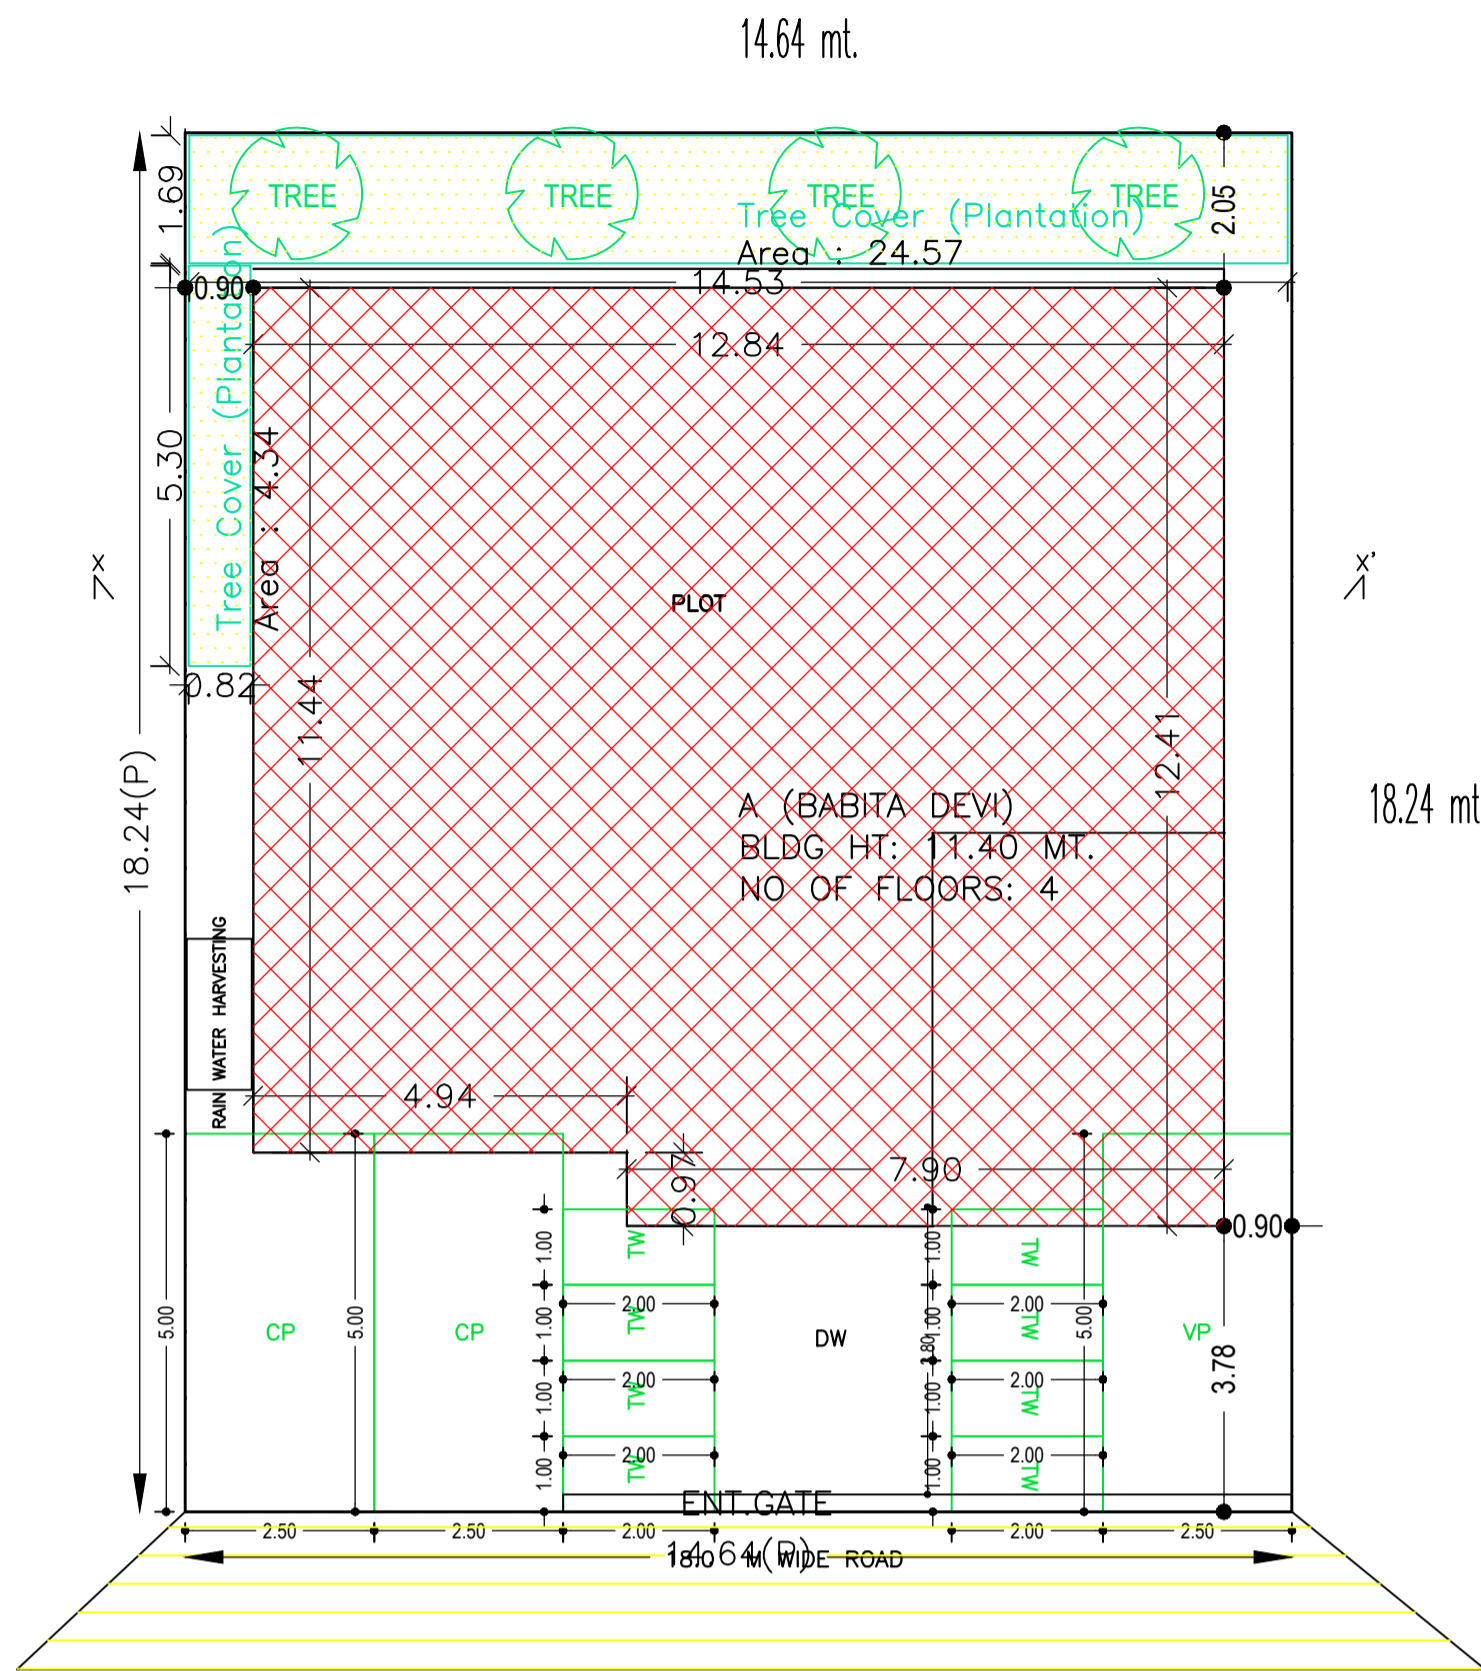 14.64 mt.
1.69
TREE
TREE
TREE
TREE
2.05
Tree Cover (Plantation)
Area : 24.57
14.53
0.90
12.84
Tree Cover (Plantation)
Area : 4.34
5.30
x
x'
PLOT
0.82
11.44
12.41
18.24(P)
18.24 mt
A (BABITA DEVI)
BLDG HT: 11.40 MT.
NO OF FLOORS: 4
RAIN WATER HARVESTING
4.94
7.90
0.97
0.90
5.00
5.00
5.00
1.00
1.00
1.00
1.00
TW
TW
TW
TW
2.00
2.00
2.00
1.00
1.00
1.00
1.00
3.80
TW
TW
TW
TW
2.00
2.00
2.00
CP
CP
DW
VP
3.78
ENT.GATE
2.50
2.50
2.00
2.00
2.50
14.64(P)
18.0 M WIDE ROAD